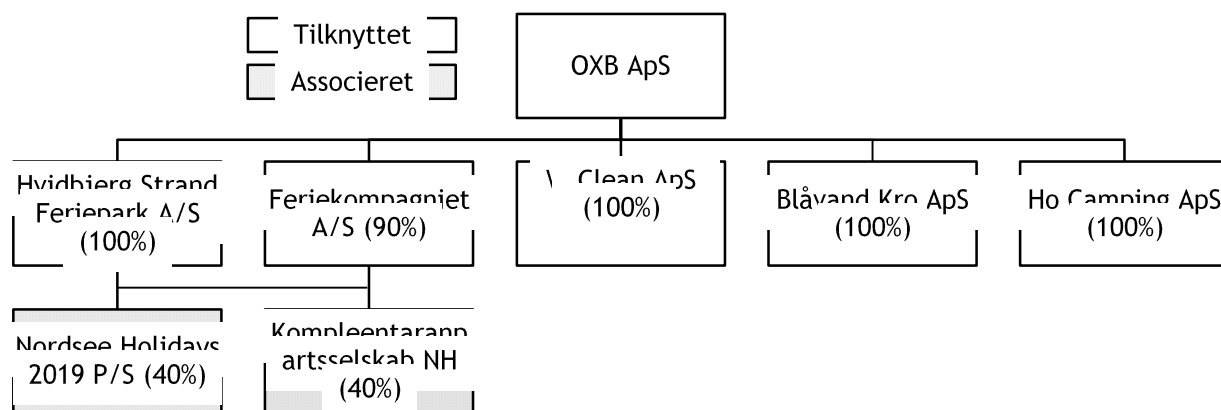 Tilknyttet
Associeret
OXB ApS
Hvidbjerg Strand
Feriepark A/S
(100%)
Feriekompagniet
A/S (90%)
Clean ApS
(100%)
Blåvand Kro ApS
(100%)
Ho Camping ApS
(100%)
Nordsee Holidays
2019 P/S (40%)
Kompleentaranp
artsselskab NH
(40%)